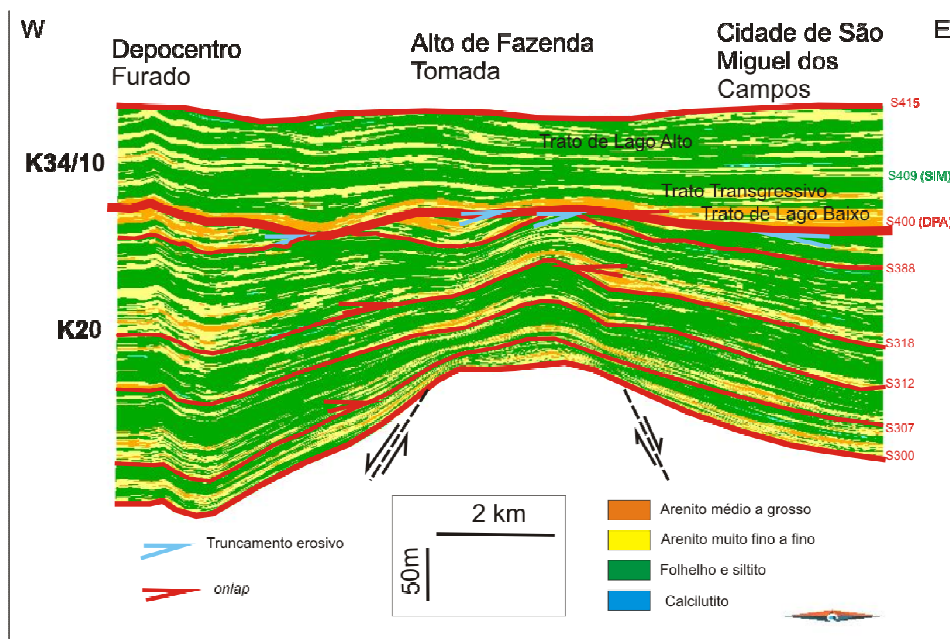 W
Depocentro
Furado
Alto de Fazenda
Tomada
Cidade de São
Miguel dos
Campos
E
S415
Trato de Lago Alto
K34/10
S409 (SIM)
Trato Transgressivo
Trato de Lago Baixo
S400 (DPA)
S388
K20
S318
S312
S307
S300
2 km
50m
Truncamento erosivo
onlap
Arenito médio a grosso
Arenito muito fino a fino
Folhelho e siltito
Calcilutito